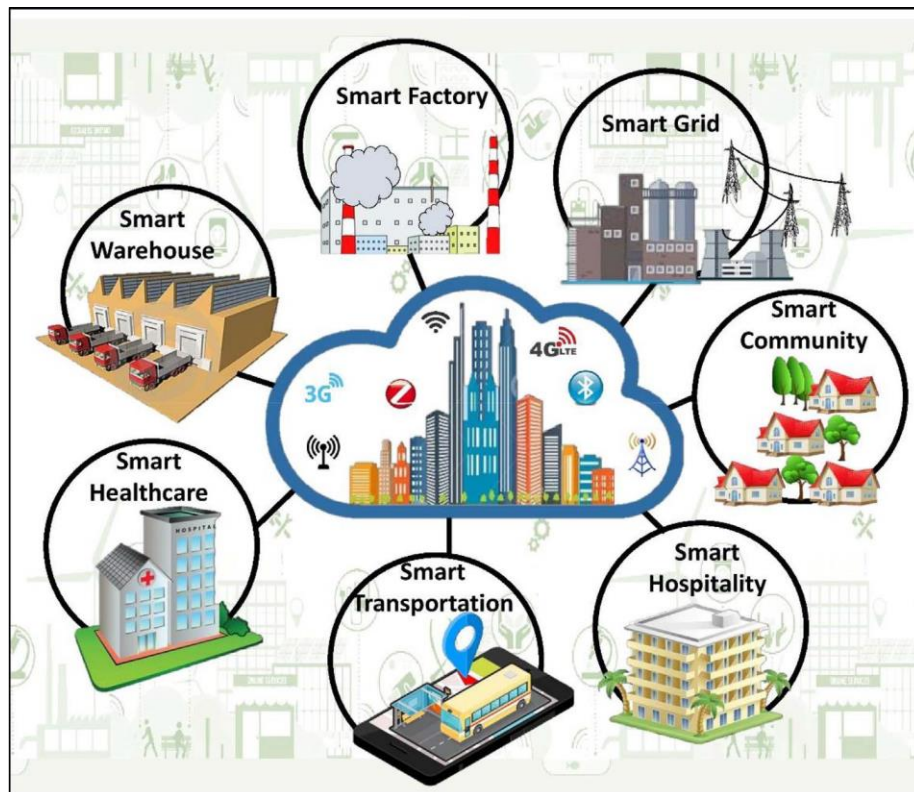 Smart Factory
Smart Grid
Smart
Warehouse
Smart
Community
3G
4G LTE
Smart
Healthcare
HOSPITAL
Smart
Transportation
Smart
Hospitality